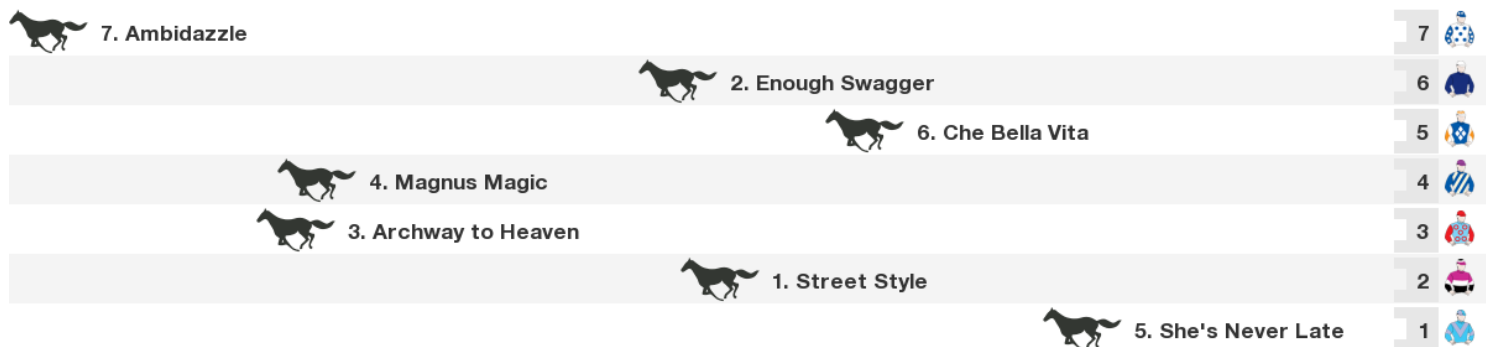 7. Ambidazzle 7
2. Enough Swagger 6
6. Che Bella Vita 5
4. Magnus Magic 4
3. Archway to Heaven 3
1. Street Style 2
5. She's Never Late 1